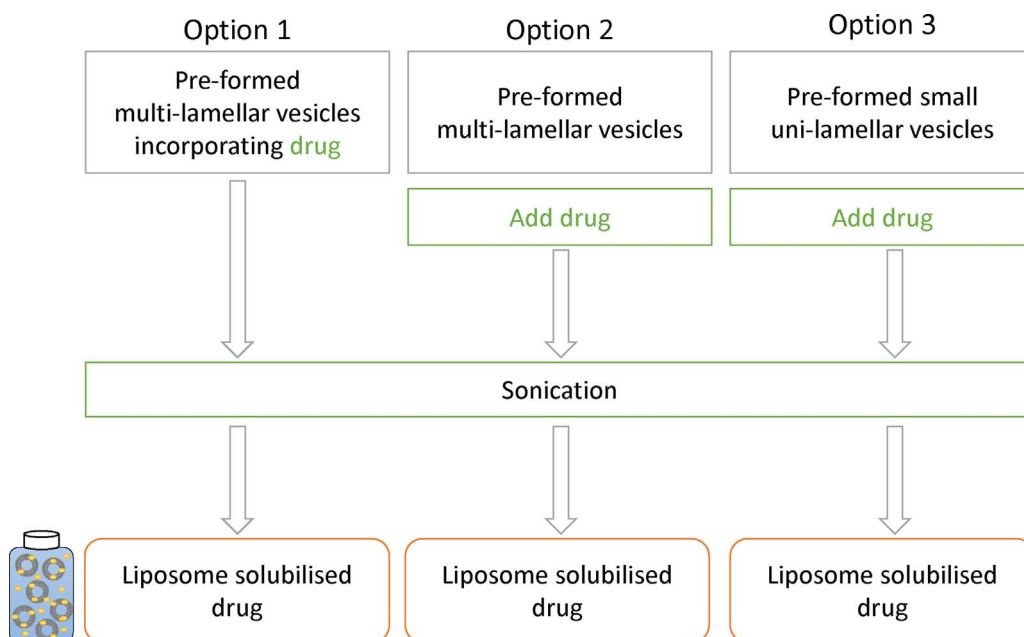 Option 1
Option 2
Option 3
Pre-formed
multi-lamellar vesicles
incorporating drug
Pre-formed
multi-lamellar vesicles
Pre-formed small
uni-lamellar vesicles
Add drug
Add drug
Sonication
Liposome solubilised
drug
Liposome solubilised
drug
Liposome solubilised
drug